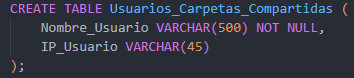 CREATE TABLE Usuarios_Carpetas_Compartidas (
    Nombre_Usuario VARCHAR(500) NOT NULL,
    IP_Usuario VARCHAR(45)
);